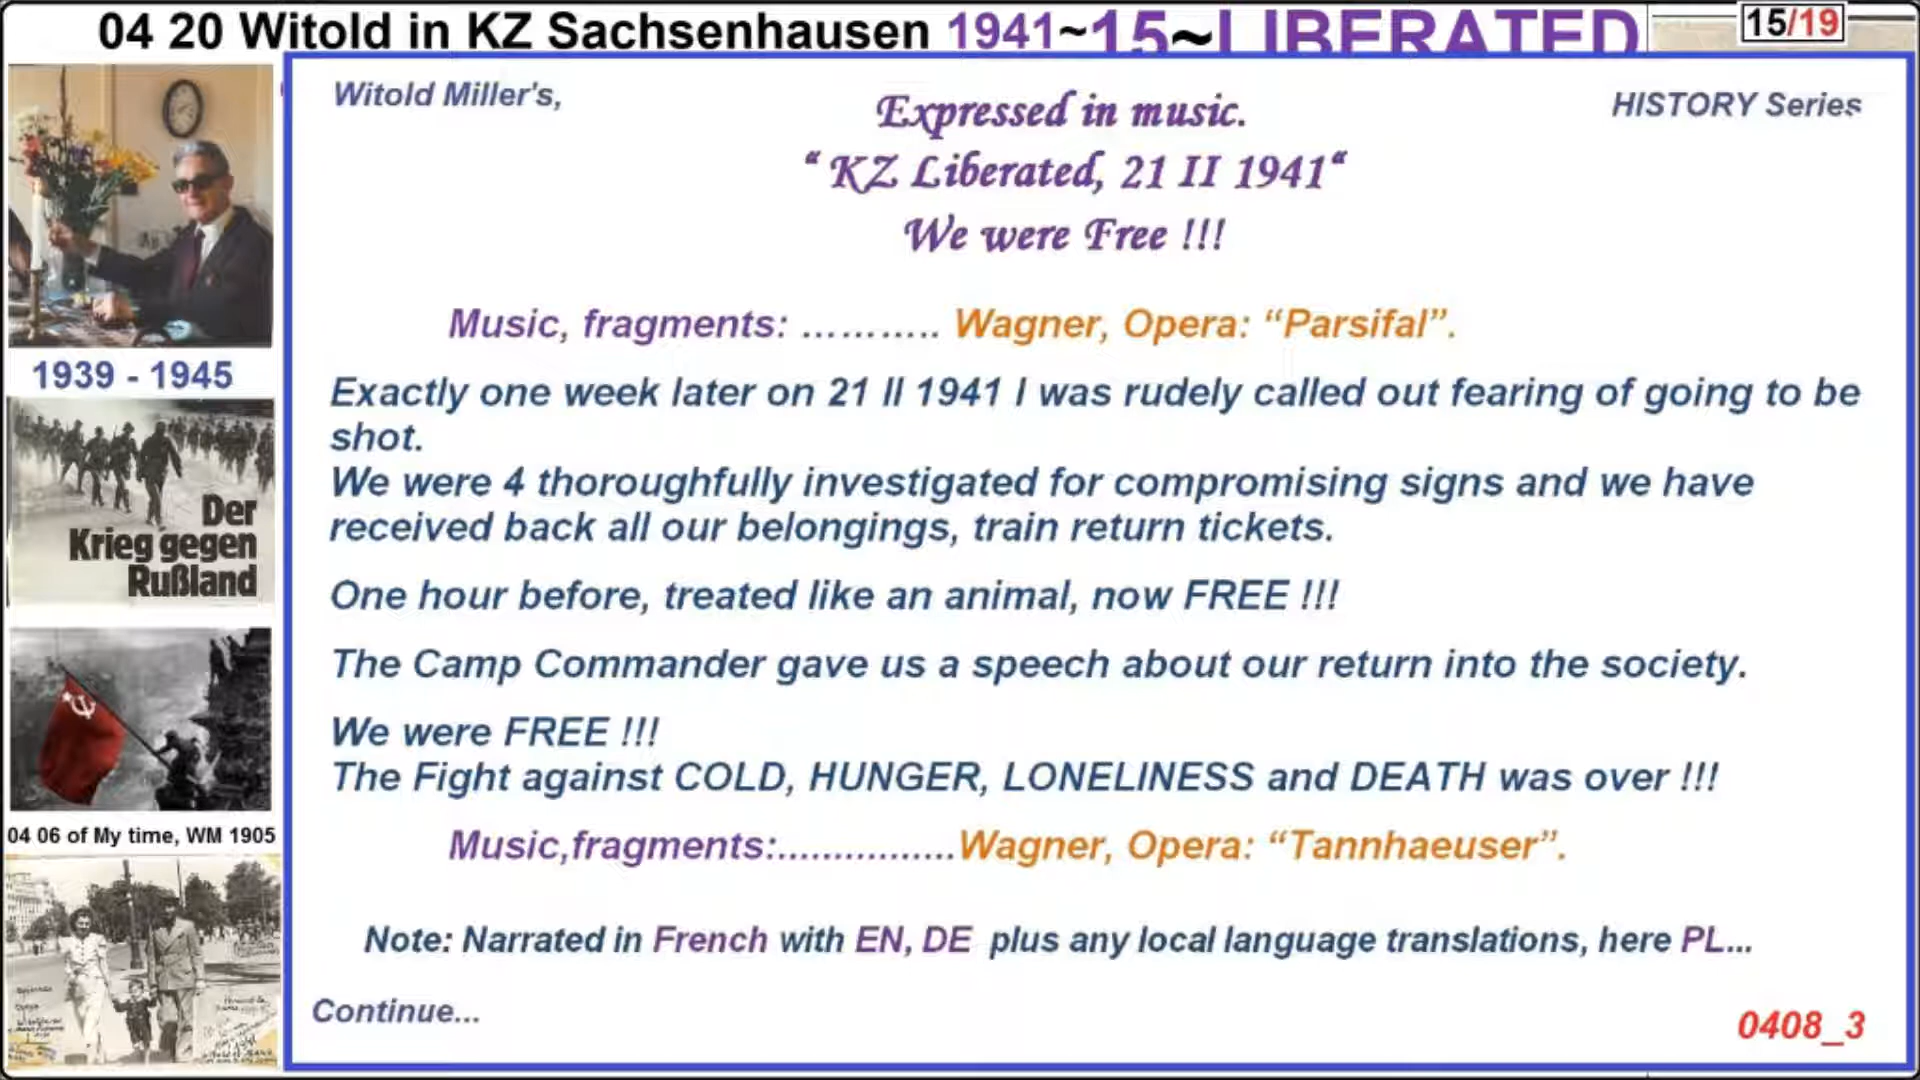 04 20 Witold in KZ Sachsenhausen 1941~15~LIBERATED
15/19
Witold Miller's,
HISTORY Series
Expressed in music.
“ KZ Liberated, 21 II 1941“
We were Free !!!
Music, fragments: ……….. Wagner, Opera: “Parsifal”.
Exactly one week later on 21 II 1941 I was rudely called out fearing of going to be
shot.
We were 4 thoroughfully investigated for compromising signs and we have
received back all our belongings, train return tickets.
One hour before, treated like an animal, now FREE !!!
The Camp Commander gave us a speech about our return into the society.
We were FREE !!!
The Fight against COLD, HUNGER, LONELINESS and DEATH was over !!!
Music,fragments:................Wagner, Opera: “Tannhaeuser”.
Note: Narrated in French with EN, DE plus any local language translations, here PL...
Continue...
0408_3
1939 - 1945
Der
Krieg gegen
Rußland
04 06 of My time, WM 1905